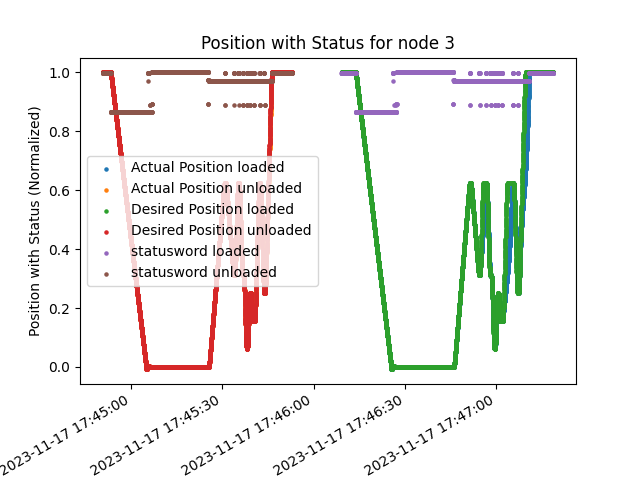 Position with Status for node 3
Position with Status (Normalized)
1.0
0.8
0.6
0.4
0.2
0.0
Actual Position loaded
Actual Position unloaded
Desired Position loaded
Desired Position unloaded
statusword loaded
statusword unloaded
2023-11-17 17:45:00
2023-11-17 17:45:30
2023-11-17 17:46:00
2023-11-17 17:46:30
2023-11-17 17:47:00